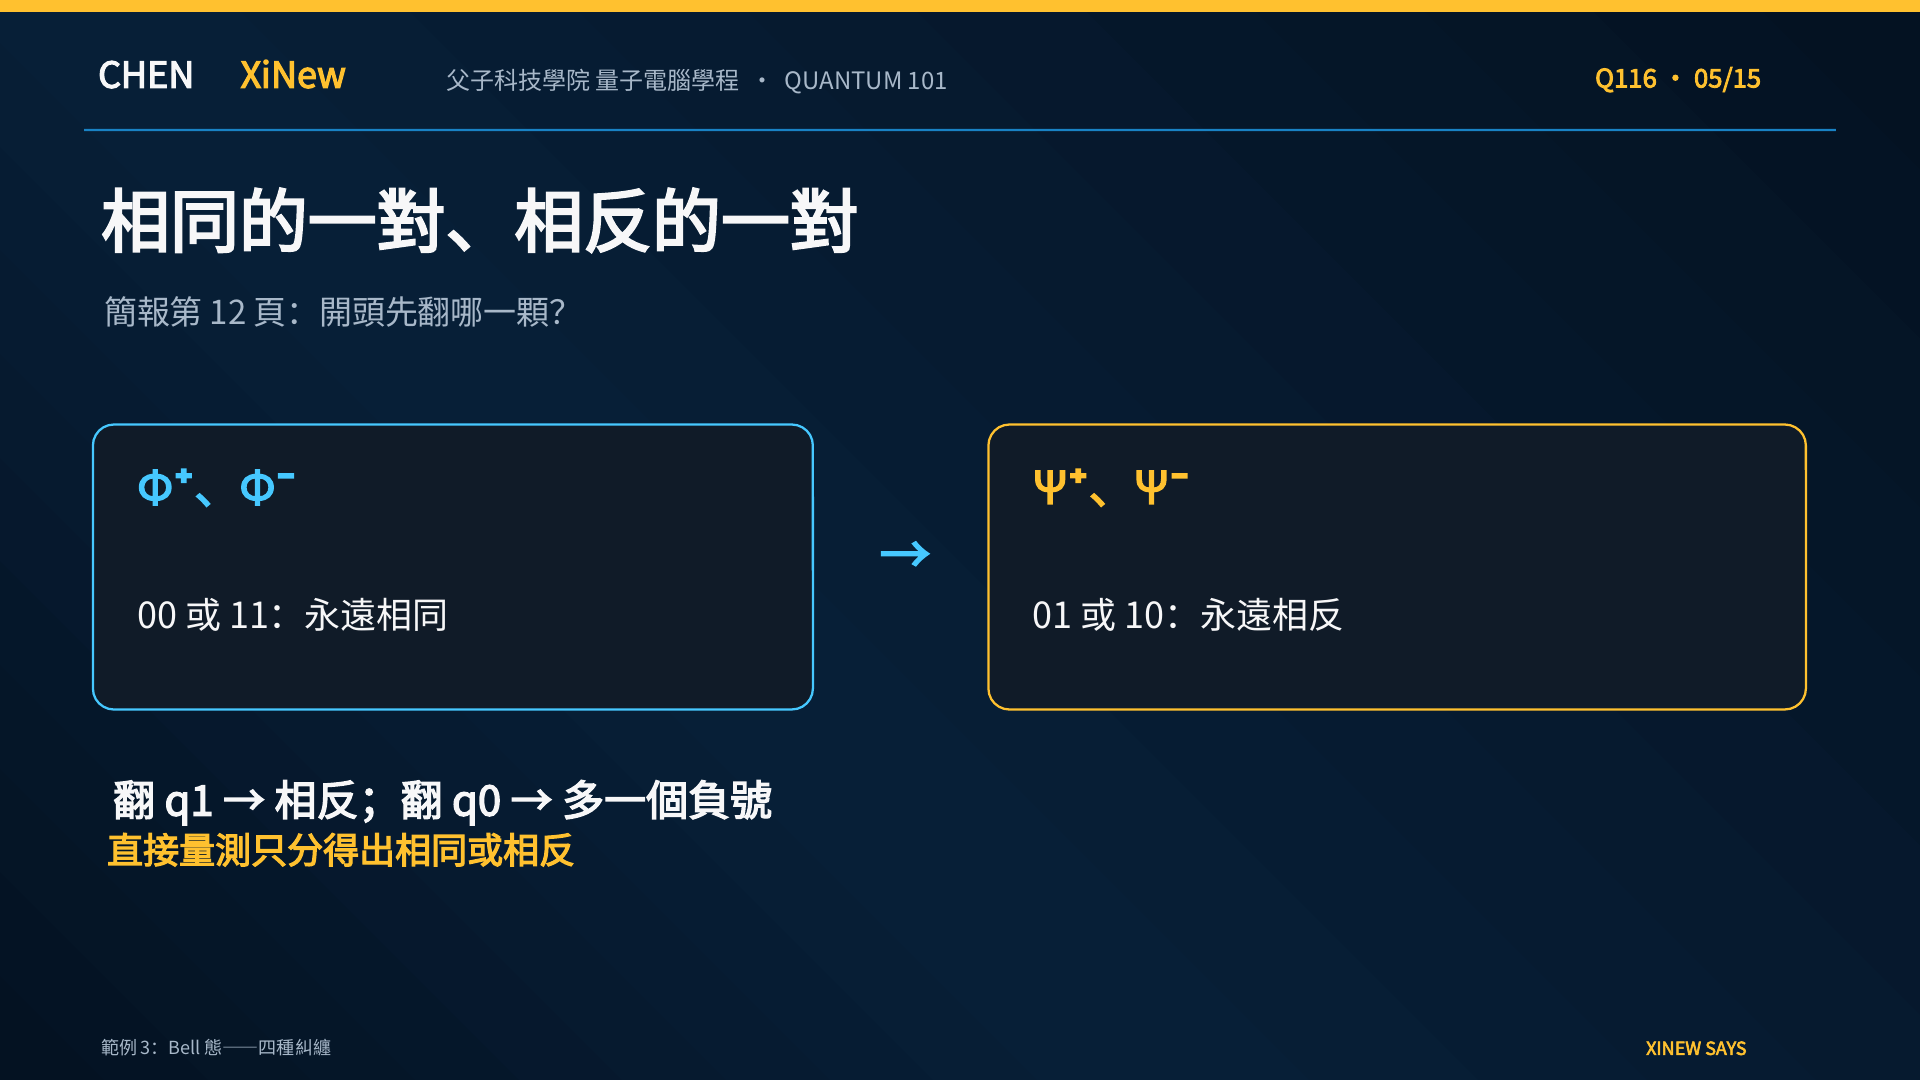 CHEN XiNew 父子科技學院 量子電腦學程 • QUANTUM 101 Q116 • 05/15
相同的一對、相反的一對
簡報第 12 頁：開頭先翻哪一顆？
Φ⁺、Φ⁻
00 或 11：永遠相同
→
Ψ⁺、Ψ⁻
01 或 10：永遠相反
翻 q1 → 相反；翻 q0 → 多一個負號
直接量測只分得出相同或相反
範例 3：Bell 態——四種糾纏
XINEW SAYS